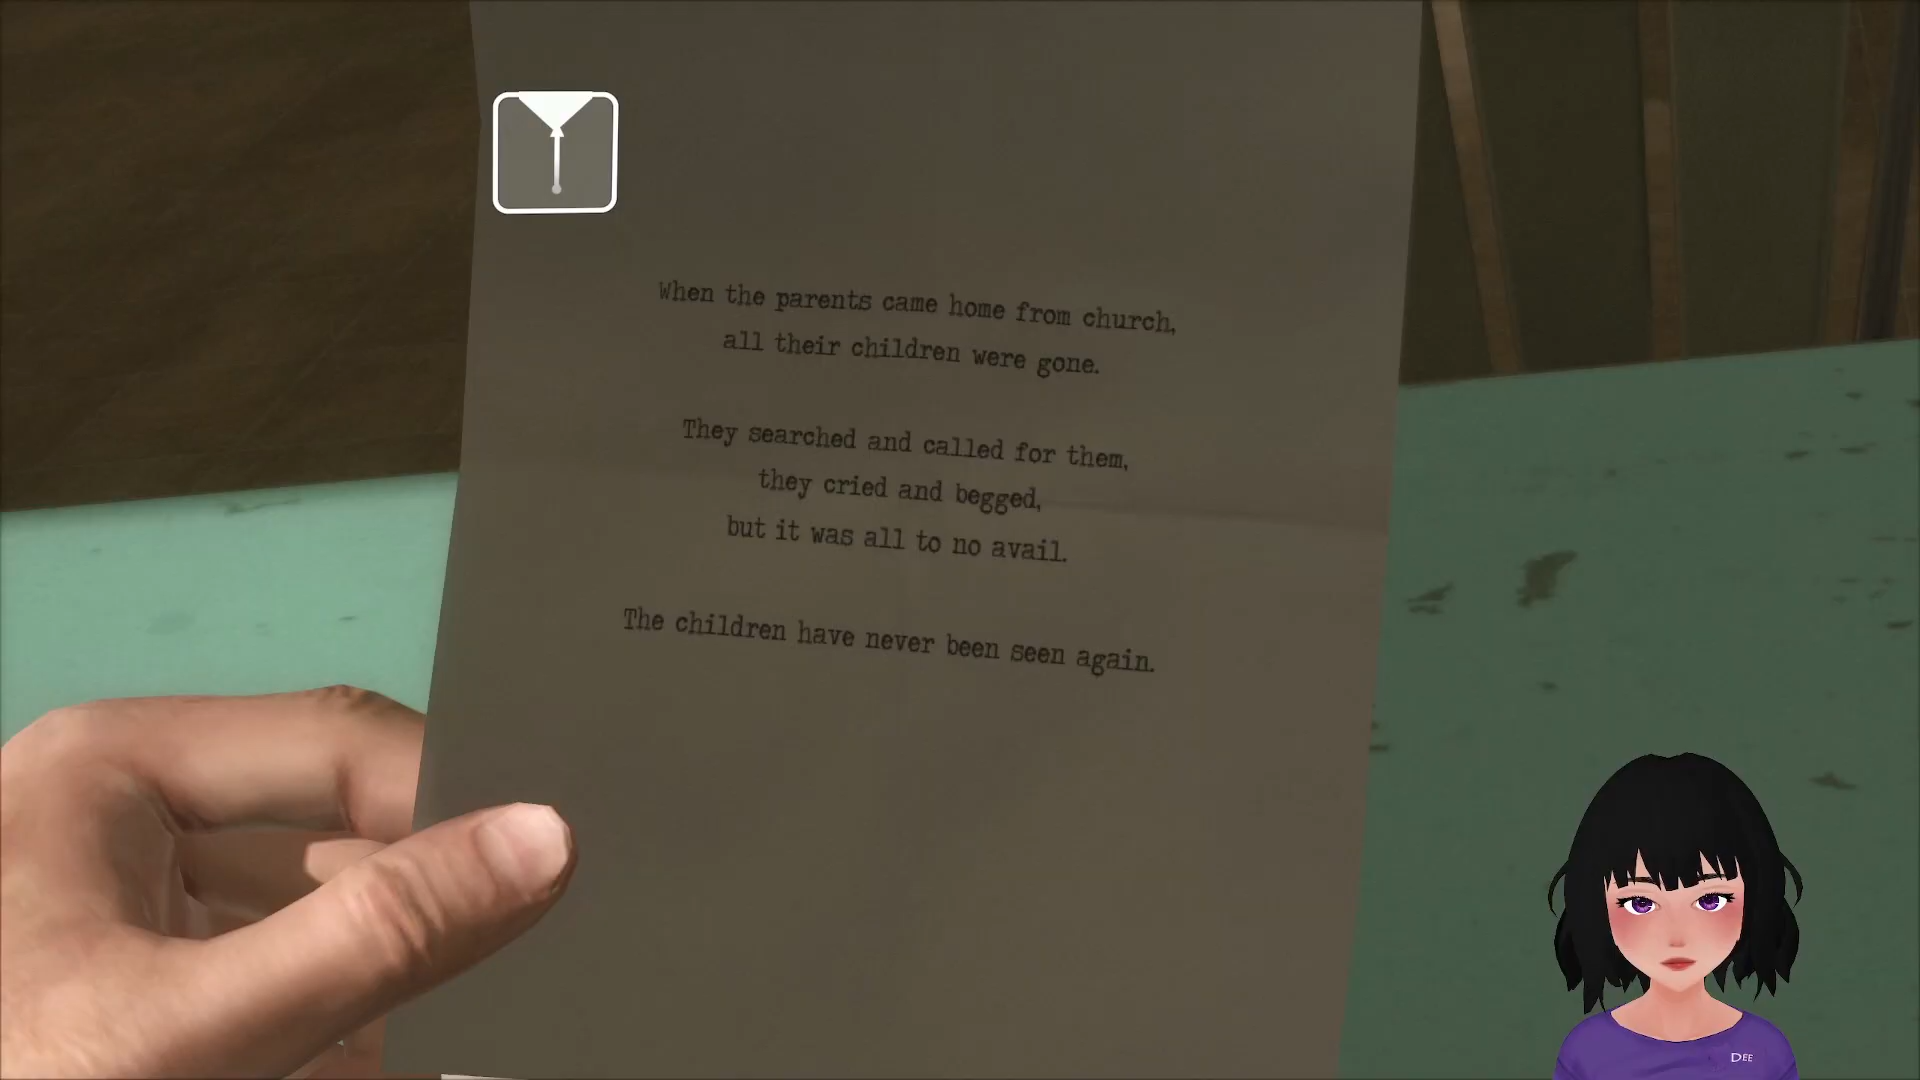 When the parents came home from church,
all their children were gone.
They searched and called for them,
they cried and begged,
but it was all to no avail.
The children have never been seen again.
DEE